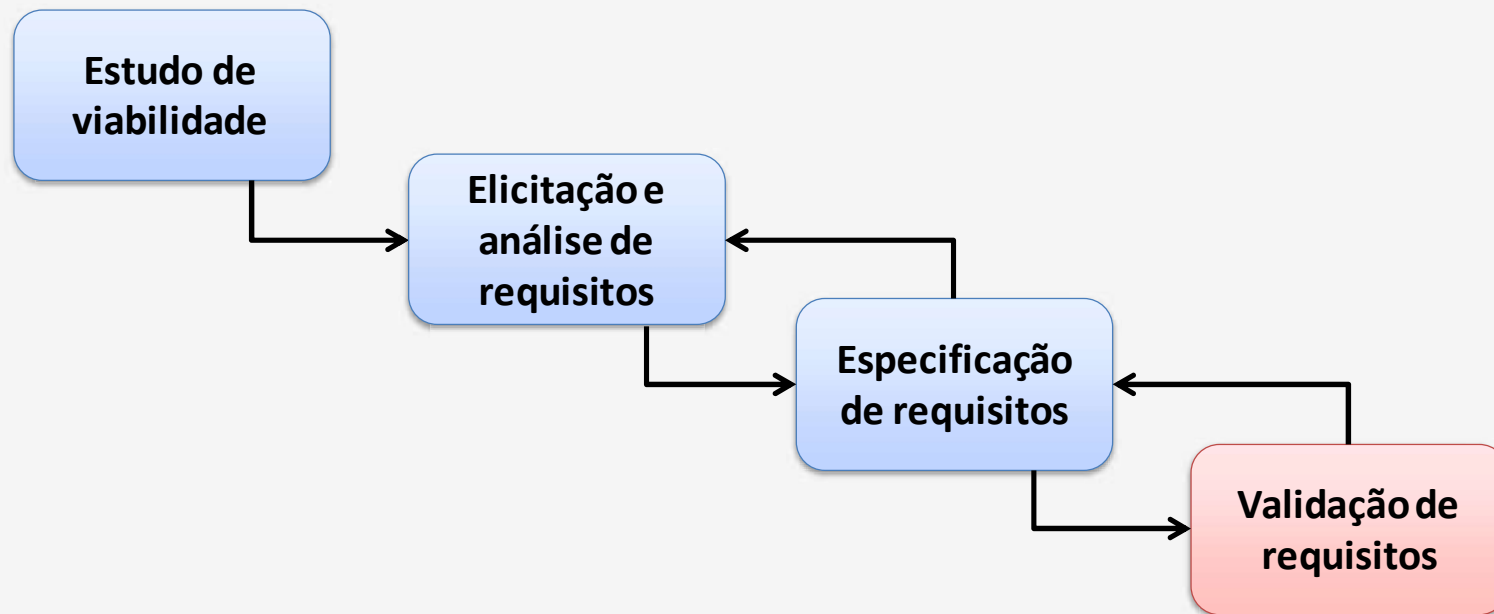 Estudo de
viabilidade
Elicitação e
análise de
requisitos
Especificação
de requisitos
Validação de
requisitos